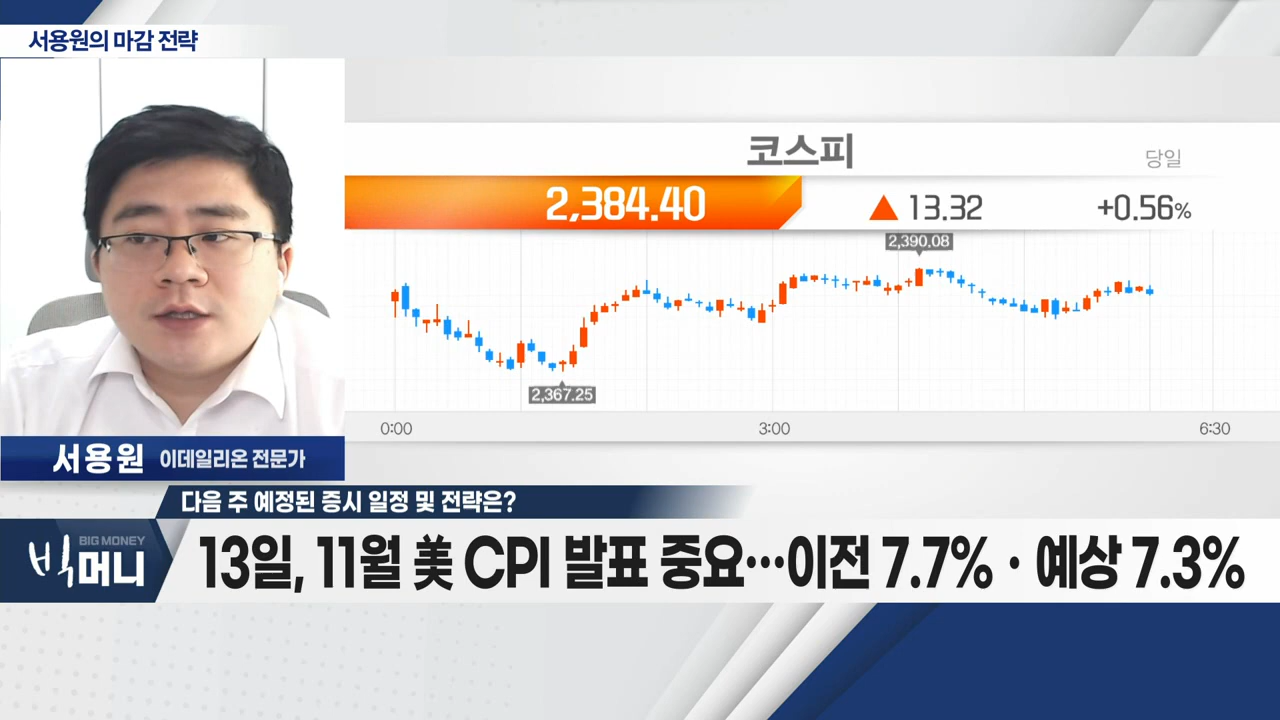 서용원의 마감 전략
코스피
당일
2,384.40
▲ 13.32
+0.56%
2,390.08
2,367.25
0:00
3:00
6:30
서용원 이데일리온 전문가
다음 주 예정된 증시 일정 및 전략은?
BIG MONEY
빅머니
13일, 11월 美 CPI 발표 중요…이전 7.7%·예상 7.3%